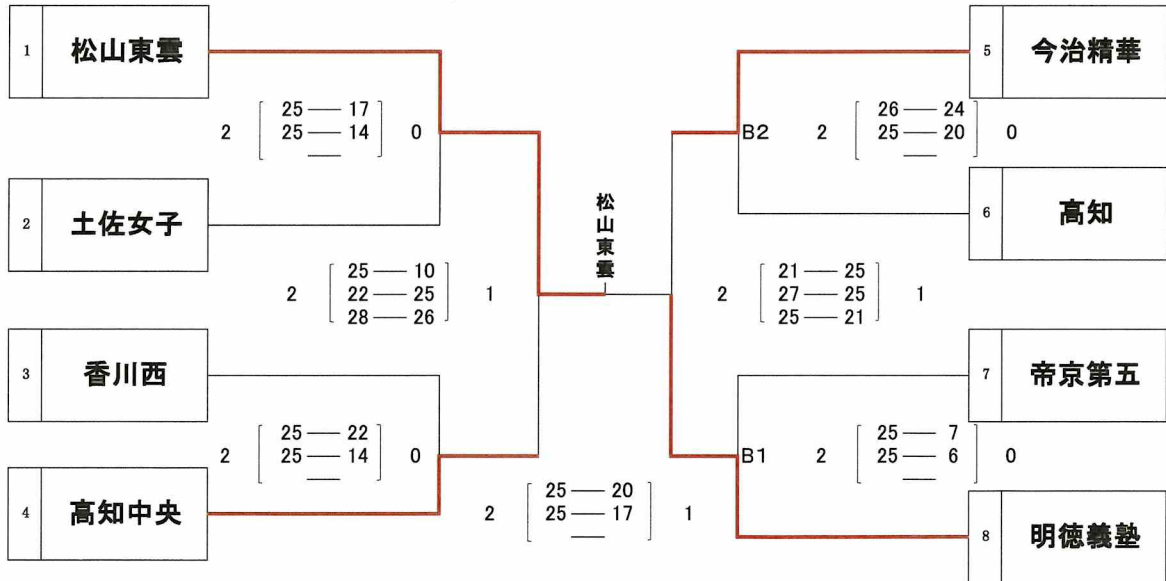 1 松山東雲
5 今治精華
2 [ 25 — 17 ] 0
25 — 14
—
B2 2 [ 26 — 24 ] 0
25 — 20
—
2 土佐女子
6 高知
松山東雲
2 [ 25 — 10 ] 1
22 — 25
28 — 26
2 [ 21 — 25 ] 1
27 — 25
25 — 21
3 香川西
7 帝京第五
2 [ 25 — 22 ] 0
25 — 14
—
B1 2 [ 25 — 7 ] 0
25 — 6
—
4 高知中央
8 明徳義塾
2 [ 25 — 20 ] 1
25 — 17
—